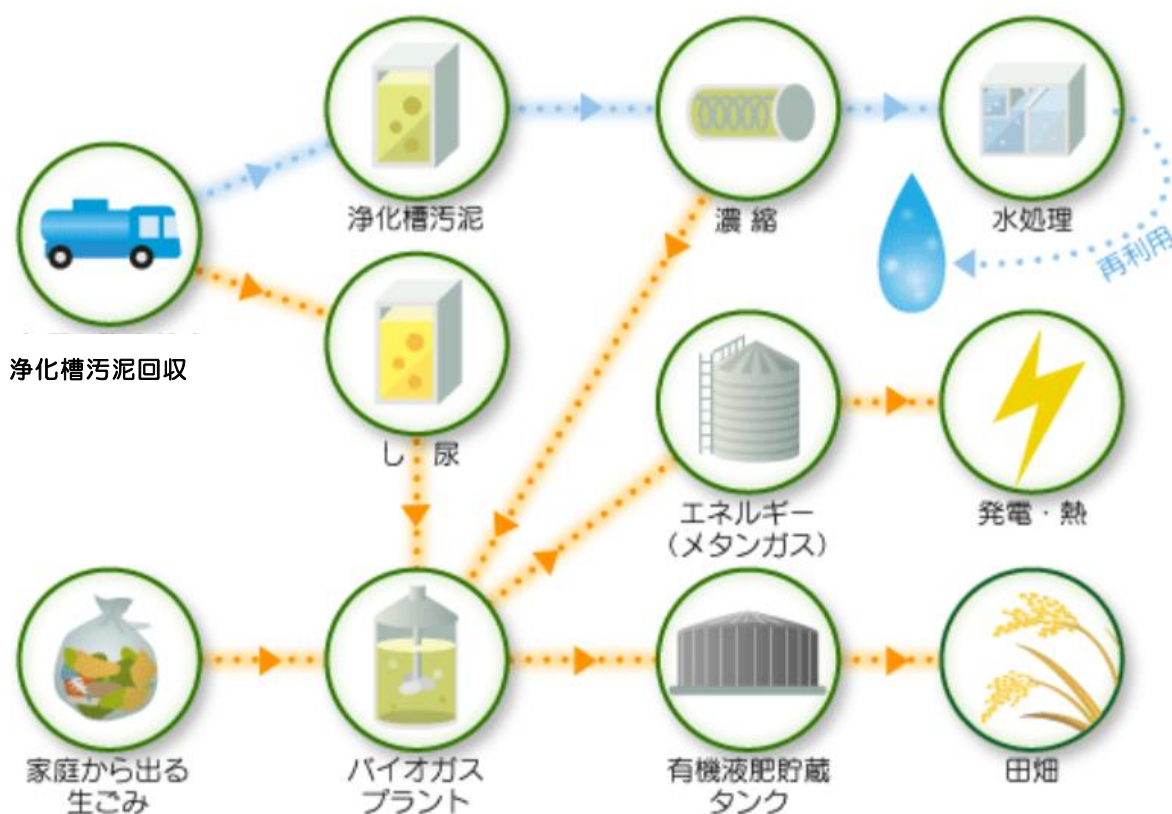 浄化槽汚泥
濃縮
水処理
再利用
浄化槽汚泥回収
し尿
エネルギー
（メタンガス）
発電・熱
家庭から出る
生ごみ
バイオガス
プラント
有機液肥貯蔵
タンク
田畑